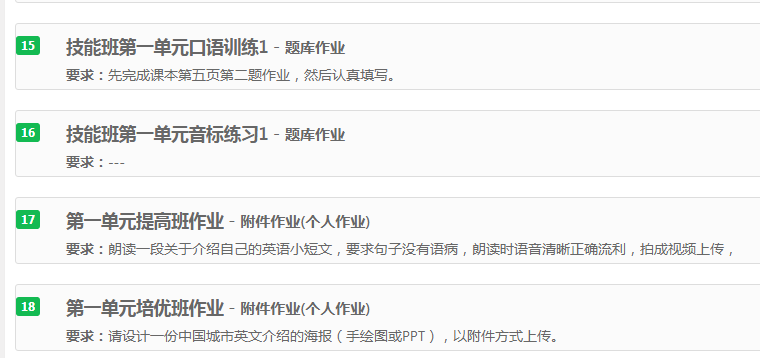 15 技能班第一单元口语训练1 - 题库作业
要求：先完成课本第五页第二题作业，然后认真填写。
16 技能班第一单元音标练习1 - 题库作业
要求：---
17 第一单元提高班作业 - 附件作业(个人作业)
要求：朗读一段关于介绍自己的英语小短文，要求句子没有语病，朗读时语音清晰正确流利，拍成视频上传，
18 第一单元培优班作业 - 附件作业(个人作业)
要求：请设计一份中国城市英文介绍的海报（手绘图或PPT），以附件方式上传。